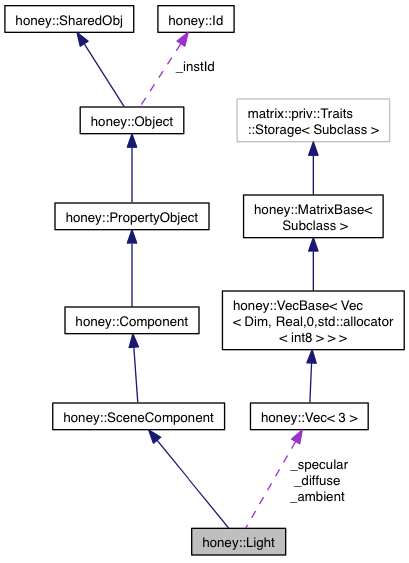 honey::SharedObj
honey::Id
_instId
honey::Object
matrix::priv::Traits
::Storage< Subclass >
honey::PropertyObject
honey::MatrixBase<
Subclass >
honey::Component
honey::VecBase< Vec
< Dim, Real,0,std::allocator
< int8 > > >
honey::SceneComponent
honey::Vec< 3 >
_specular
_diffuse
_ambient
honey::Light